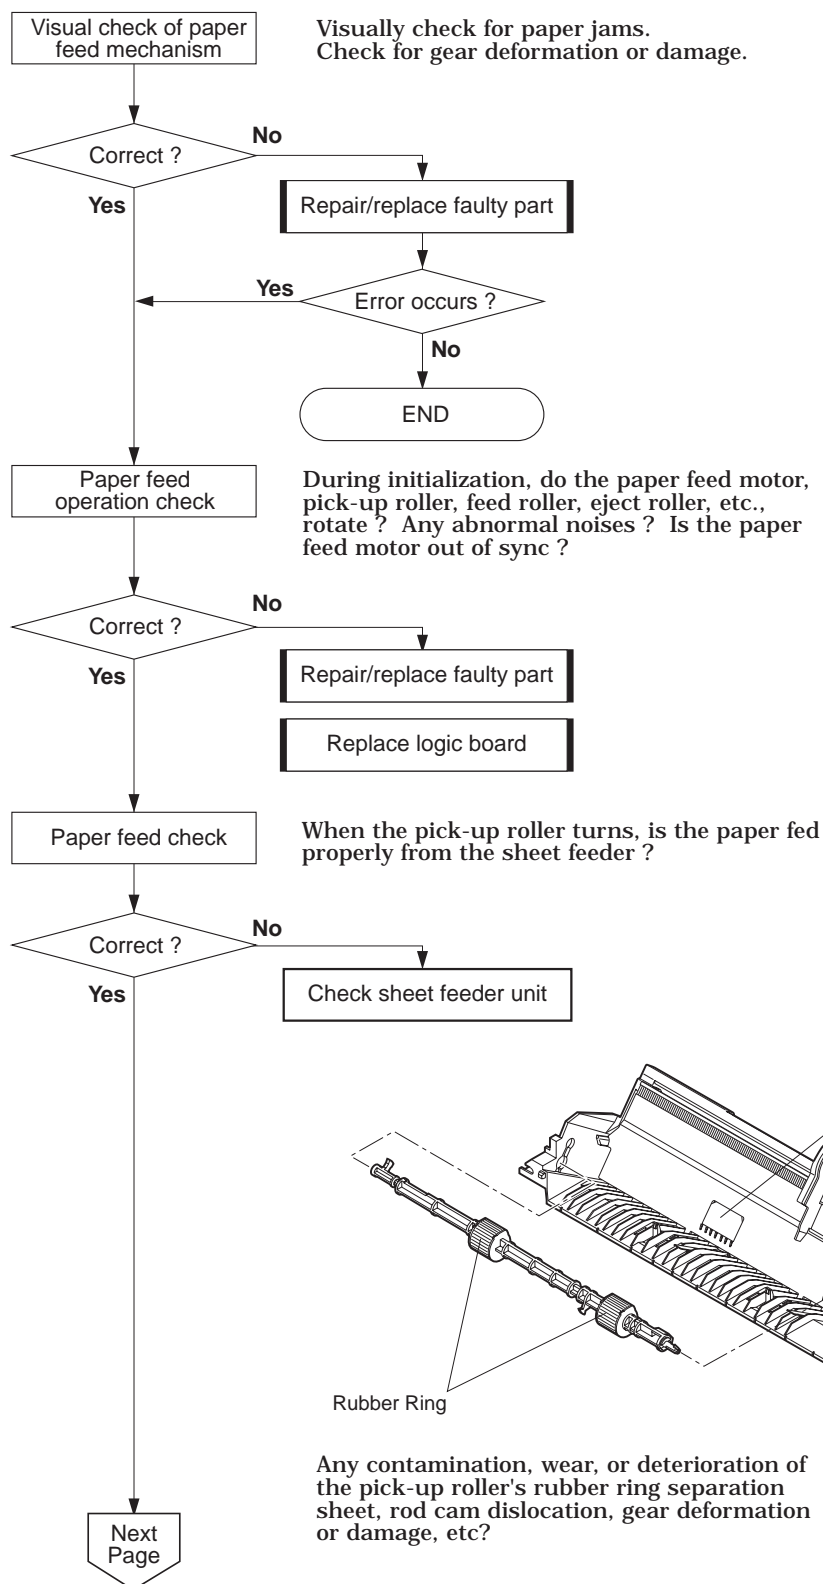 Visual check of paper
feed mechanism
Visually check for paper jams.
Check for gear deformation or damage.
No
Correct ?
Yes
Repair/replace faulty part
Yes
Error occurs ?
No
END
Paper feed
operation check
During initialization, do the paper feed motor,
pick-up roller, feed roller, eject roller, etc.,
rotate ?  Any abnormal noises ?  Is the paper
feed motor out of sync ?
No
Correct ?
Yes
Repair/replace faulty part
Replace logic board
Paper feed check
When the pick-up roller turns, is the paper fed
properly from the sheet feeder ?
No
Correct ?
Yes
Check sheet feeder unit
Rubber Ring
Any contamination, wear, or deterioration of
the pick-up roller's rubber ring separation
sheet, rod cam dislocation, gear deformation
or damage, etc?
Next
Page